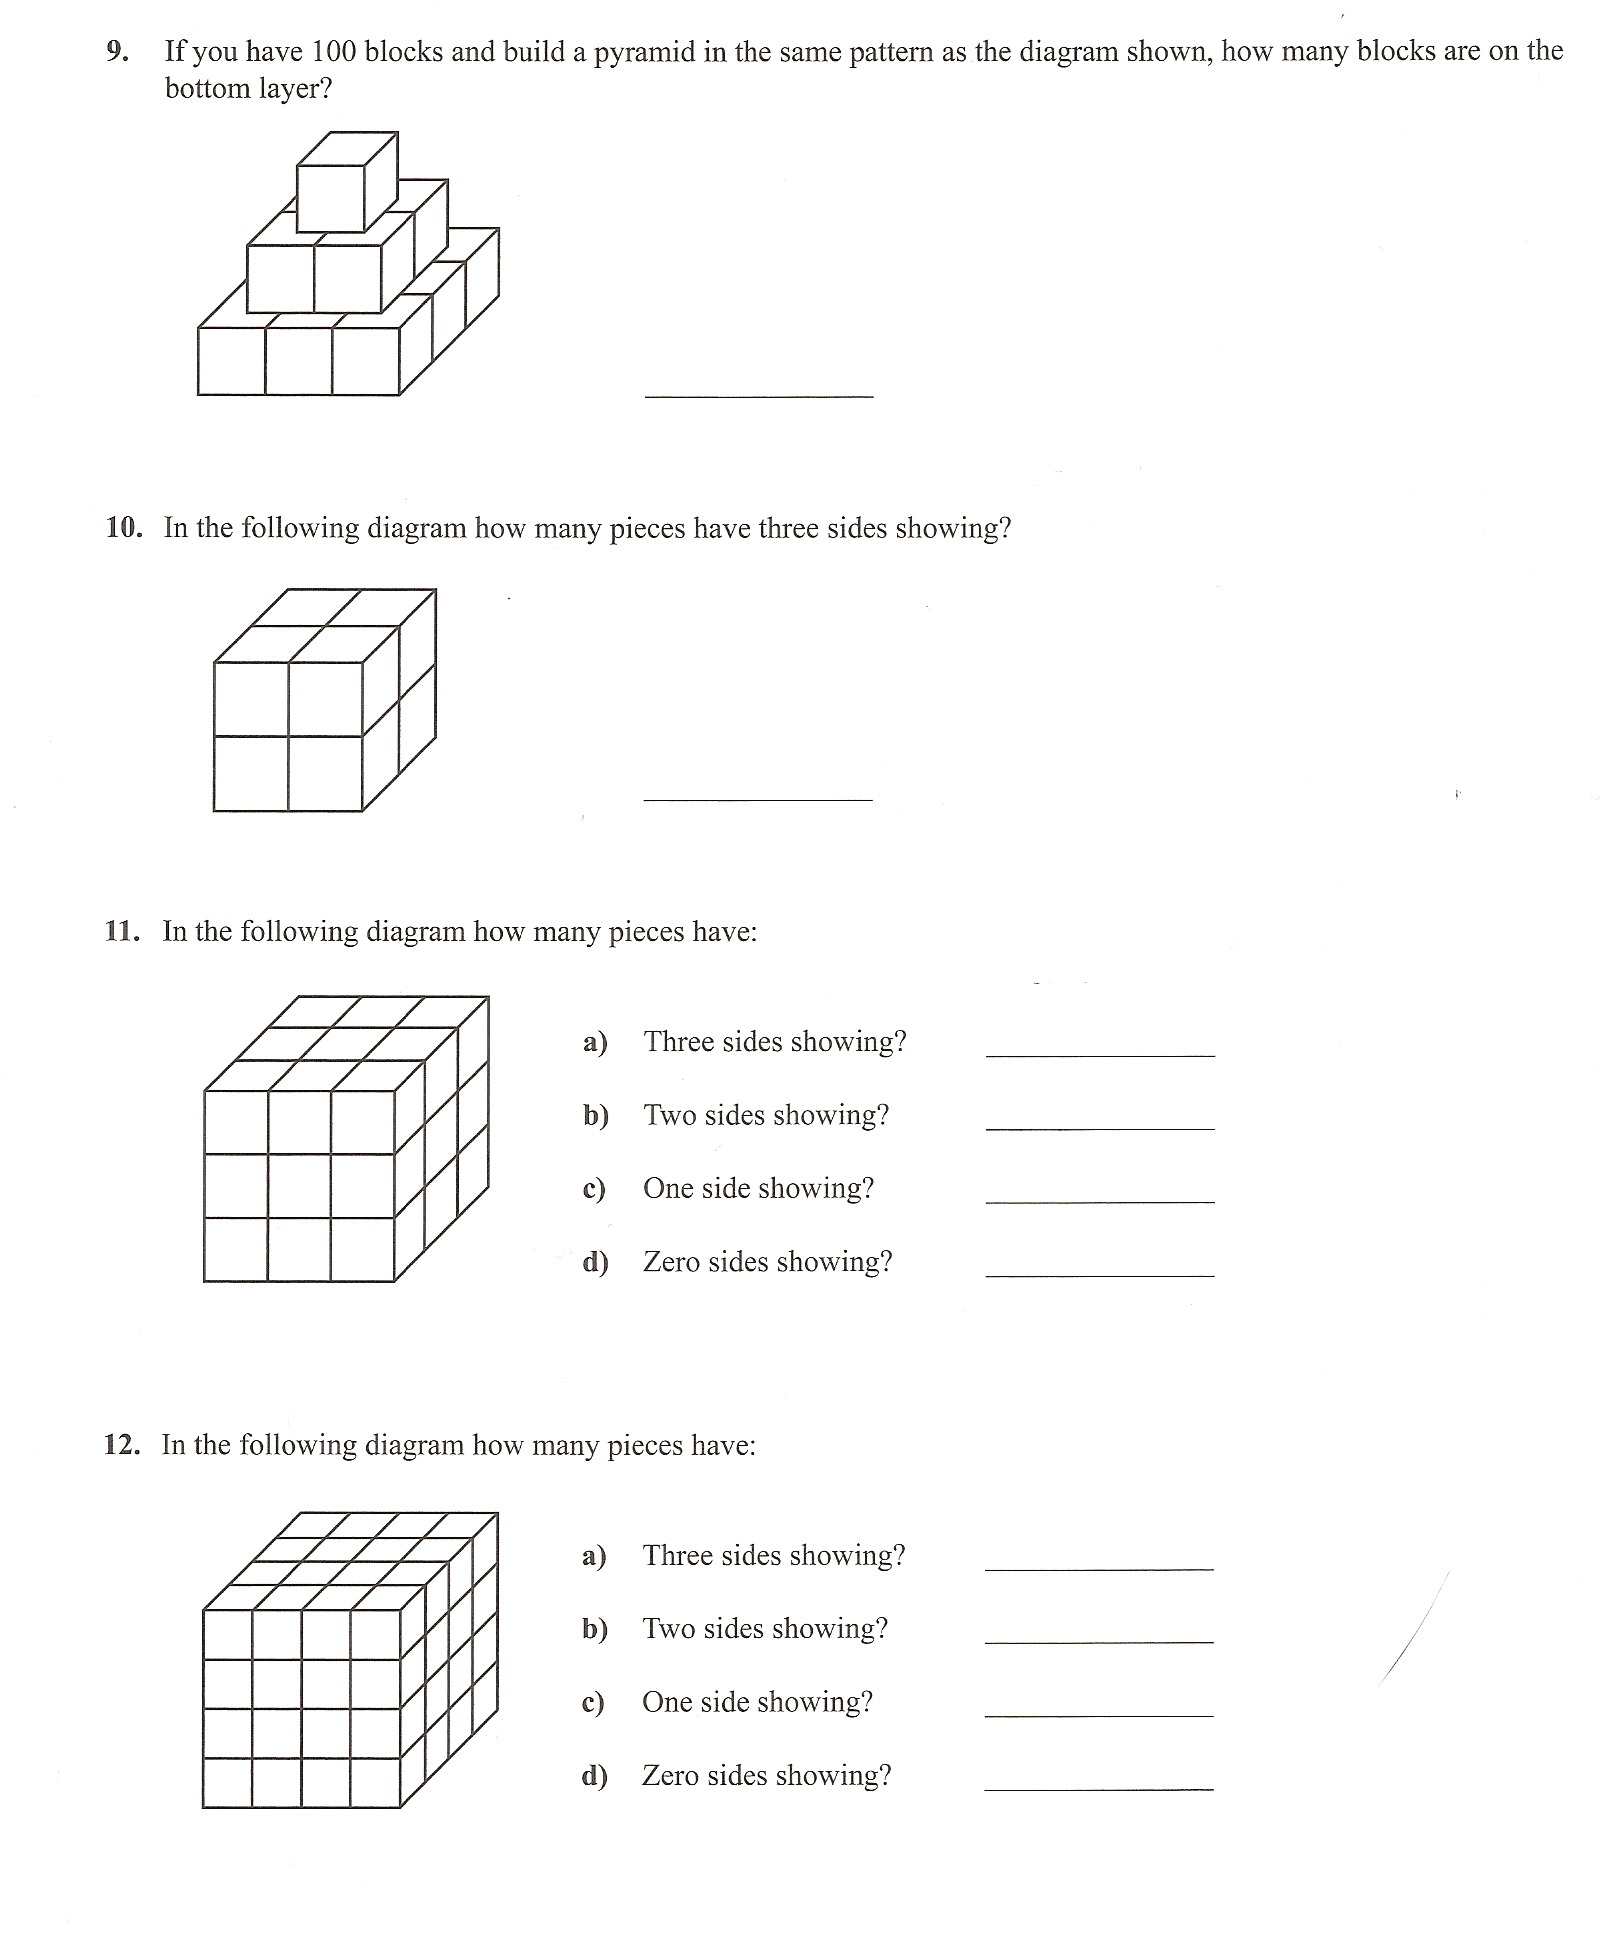 9. If you have 100 blocks and build a pyramid in the same pattern as the diagram shown, how many blocks are on the
bottom layer?
10. In the following diagram how many pieces have three sides showing?
11. In the following diagram how many pieces have:
a) Three sides showing?
b) Two sides showing?
c) One side showing?
d) Zero sides showing?
12. In the following diagram how many pieces have:
a) Three sides showing?
b) Two sides showing?
c) One side showing?
d) Zero sides showing?